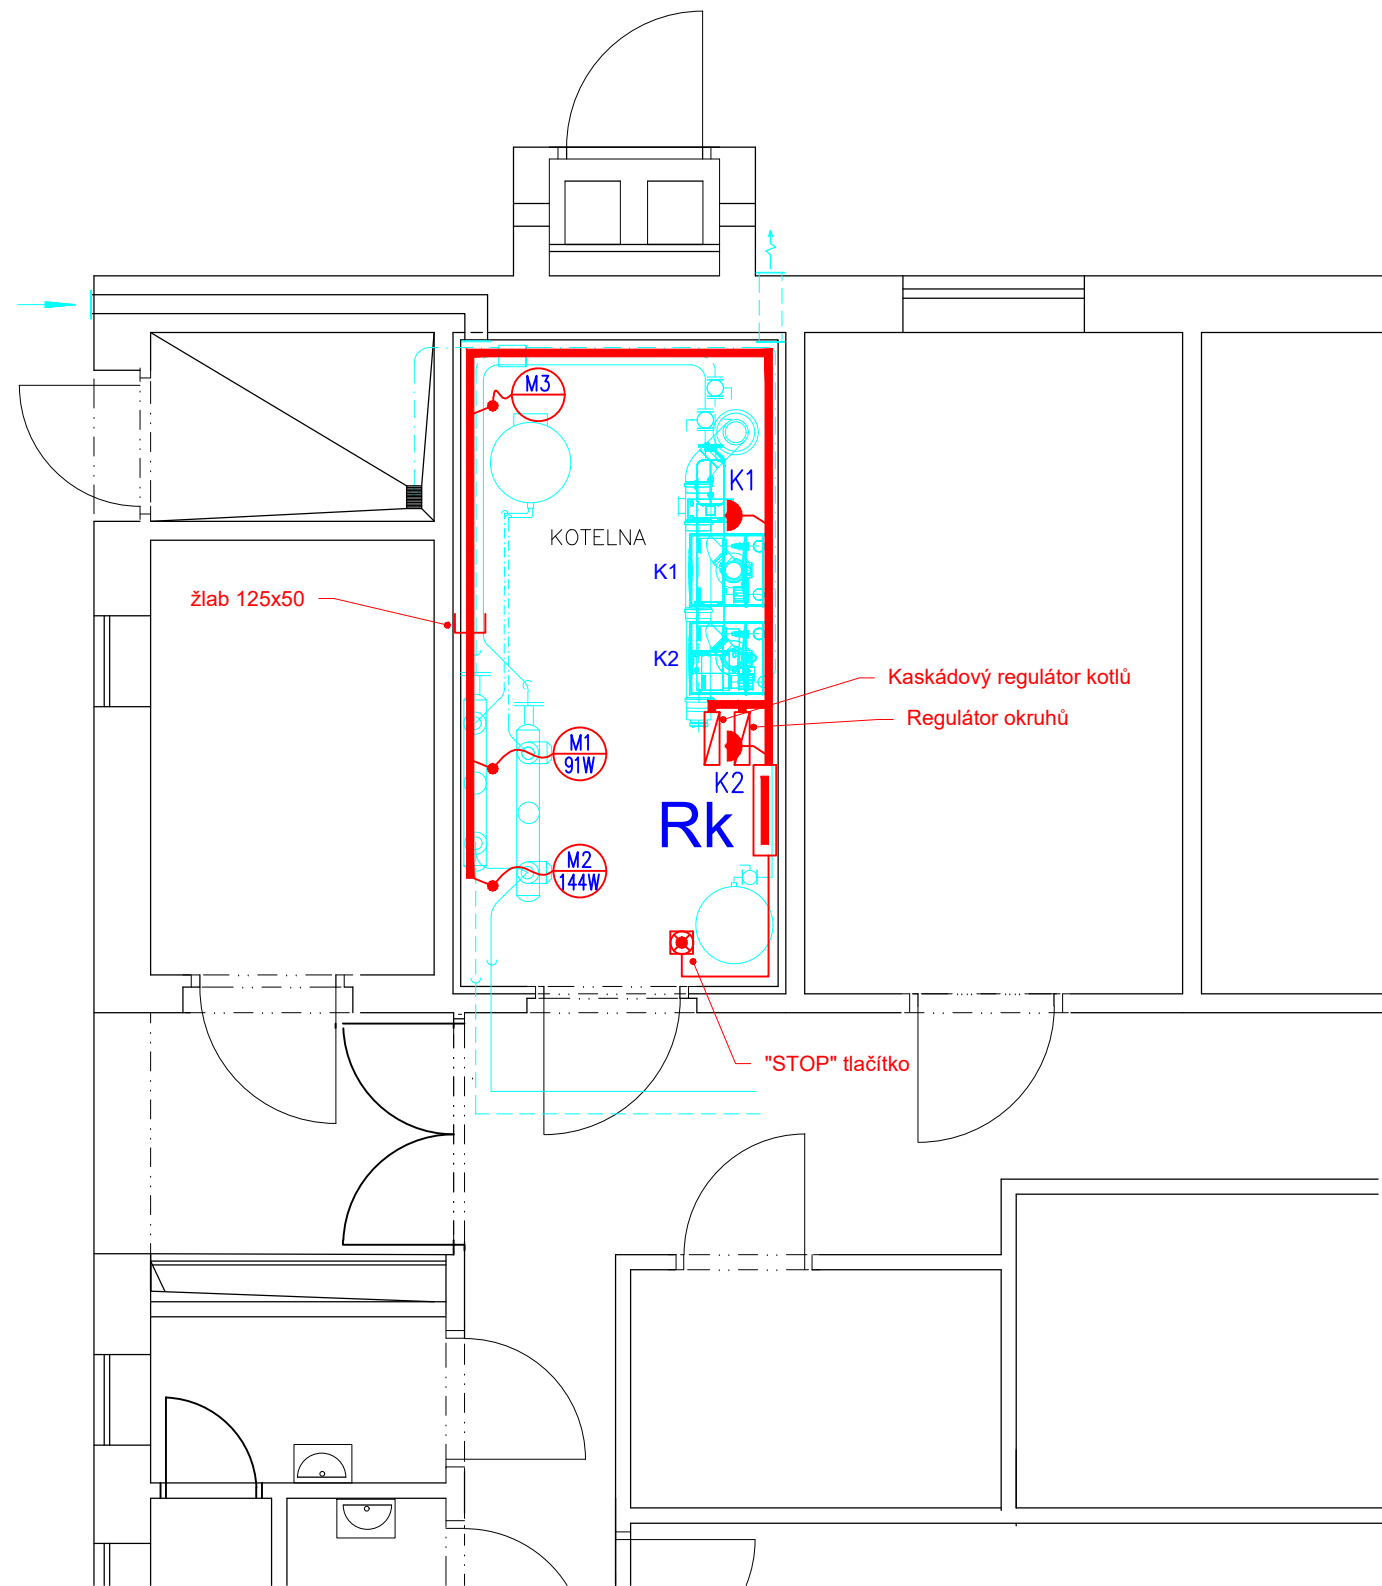 M3
K1
KOTELNA
K1
žlab 125x50
K2
Kaskádový regulátor kotlů
Regulátor okruhů
M1
91W
K2
Rk
M2
144W
"STOP" tlačítko